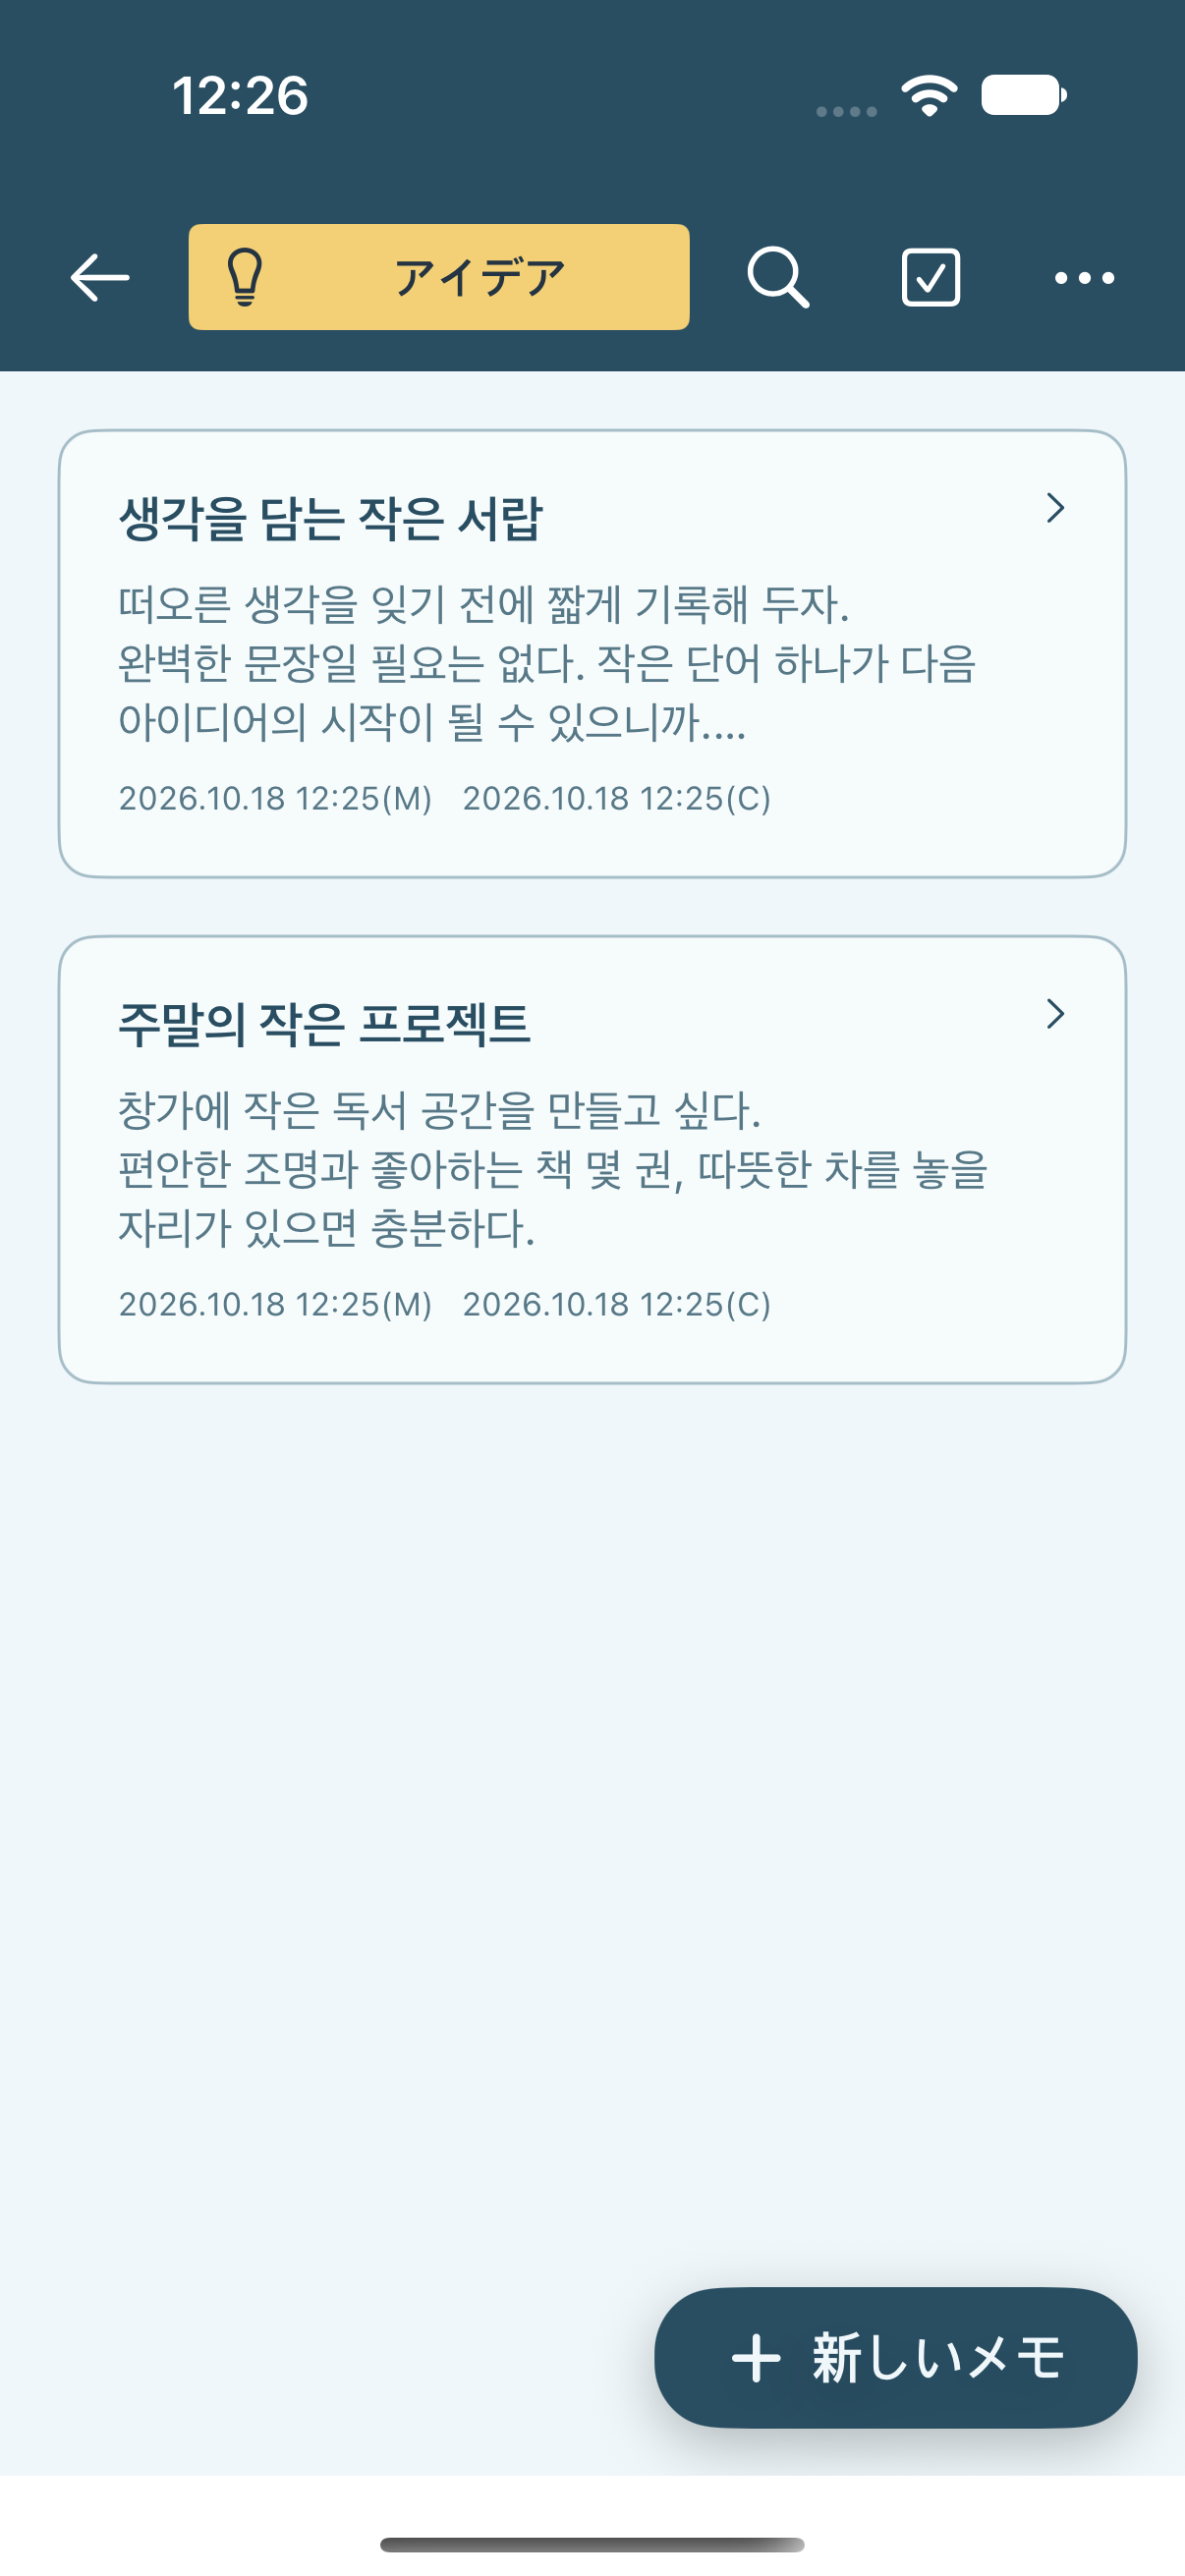 12:26
アイデア
생각을 담는 작은 서랍
떠오른 생각을 잊기 전에 짧게 기록해 두자.
완벽한 문장일 필요는 없다. 작은 단어 하나가 다음
아이디어의 시작이 될 수 있으니까....
2026.10.18 12:25(M) 2026.10.18 12:25(C)
주말의 작은 프로젝트
창가에 작은 독서 공간을 만들고 싶다.
편안한 조명과 좋아하는 책 몇 권, 따뜻한 차를 놓을
자리가 있으면 충분하다.
2026.10.18 12:25(M) 2026.10.18 12:25(C)
新しいメモ